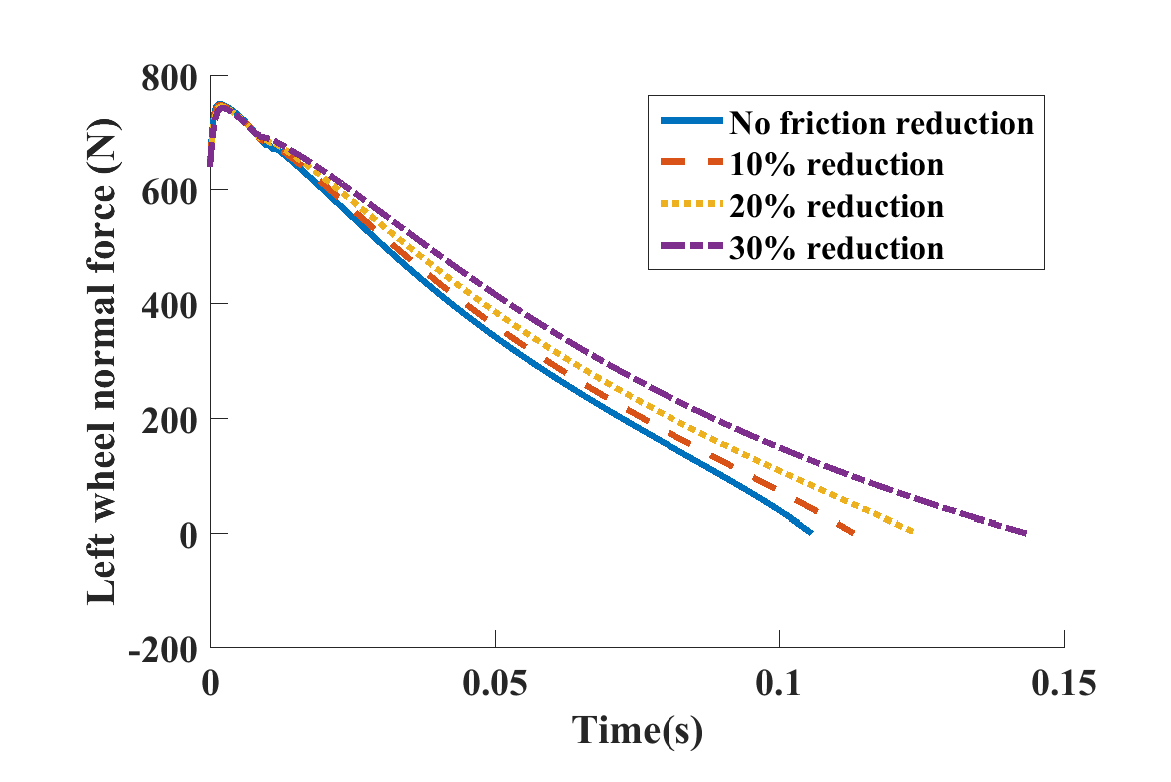 800
600
400
200
0
-200
0
0.05
0.1
0.15
Left wheel normal force (N)
Time(s)
No friction reduction
10% reduction
20% reduction
30% reduction